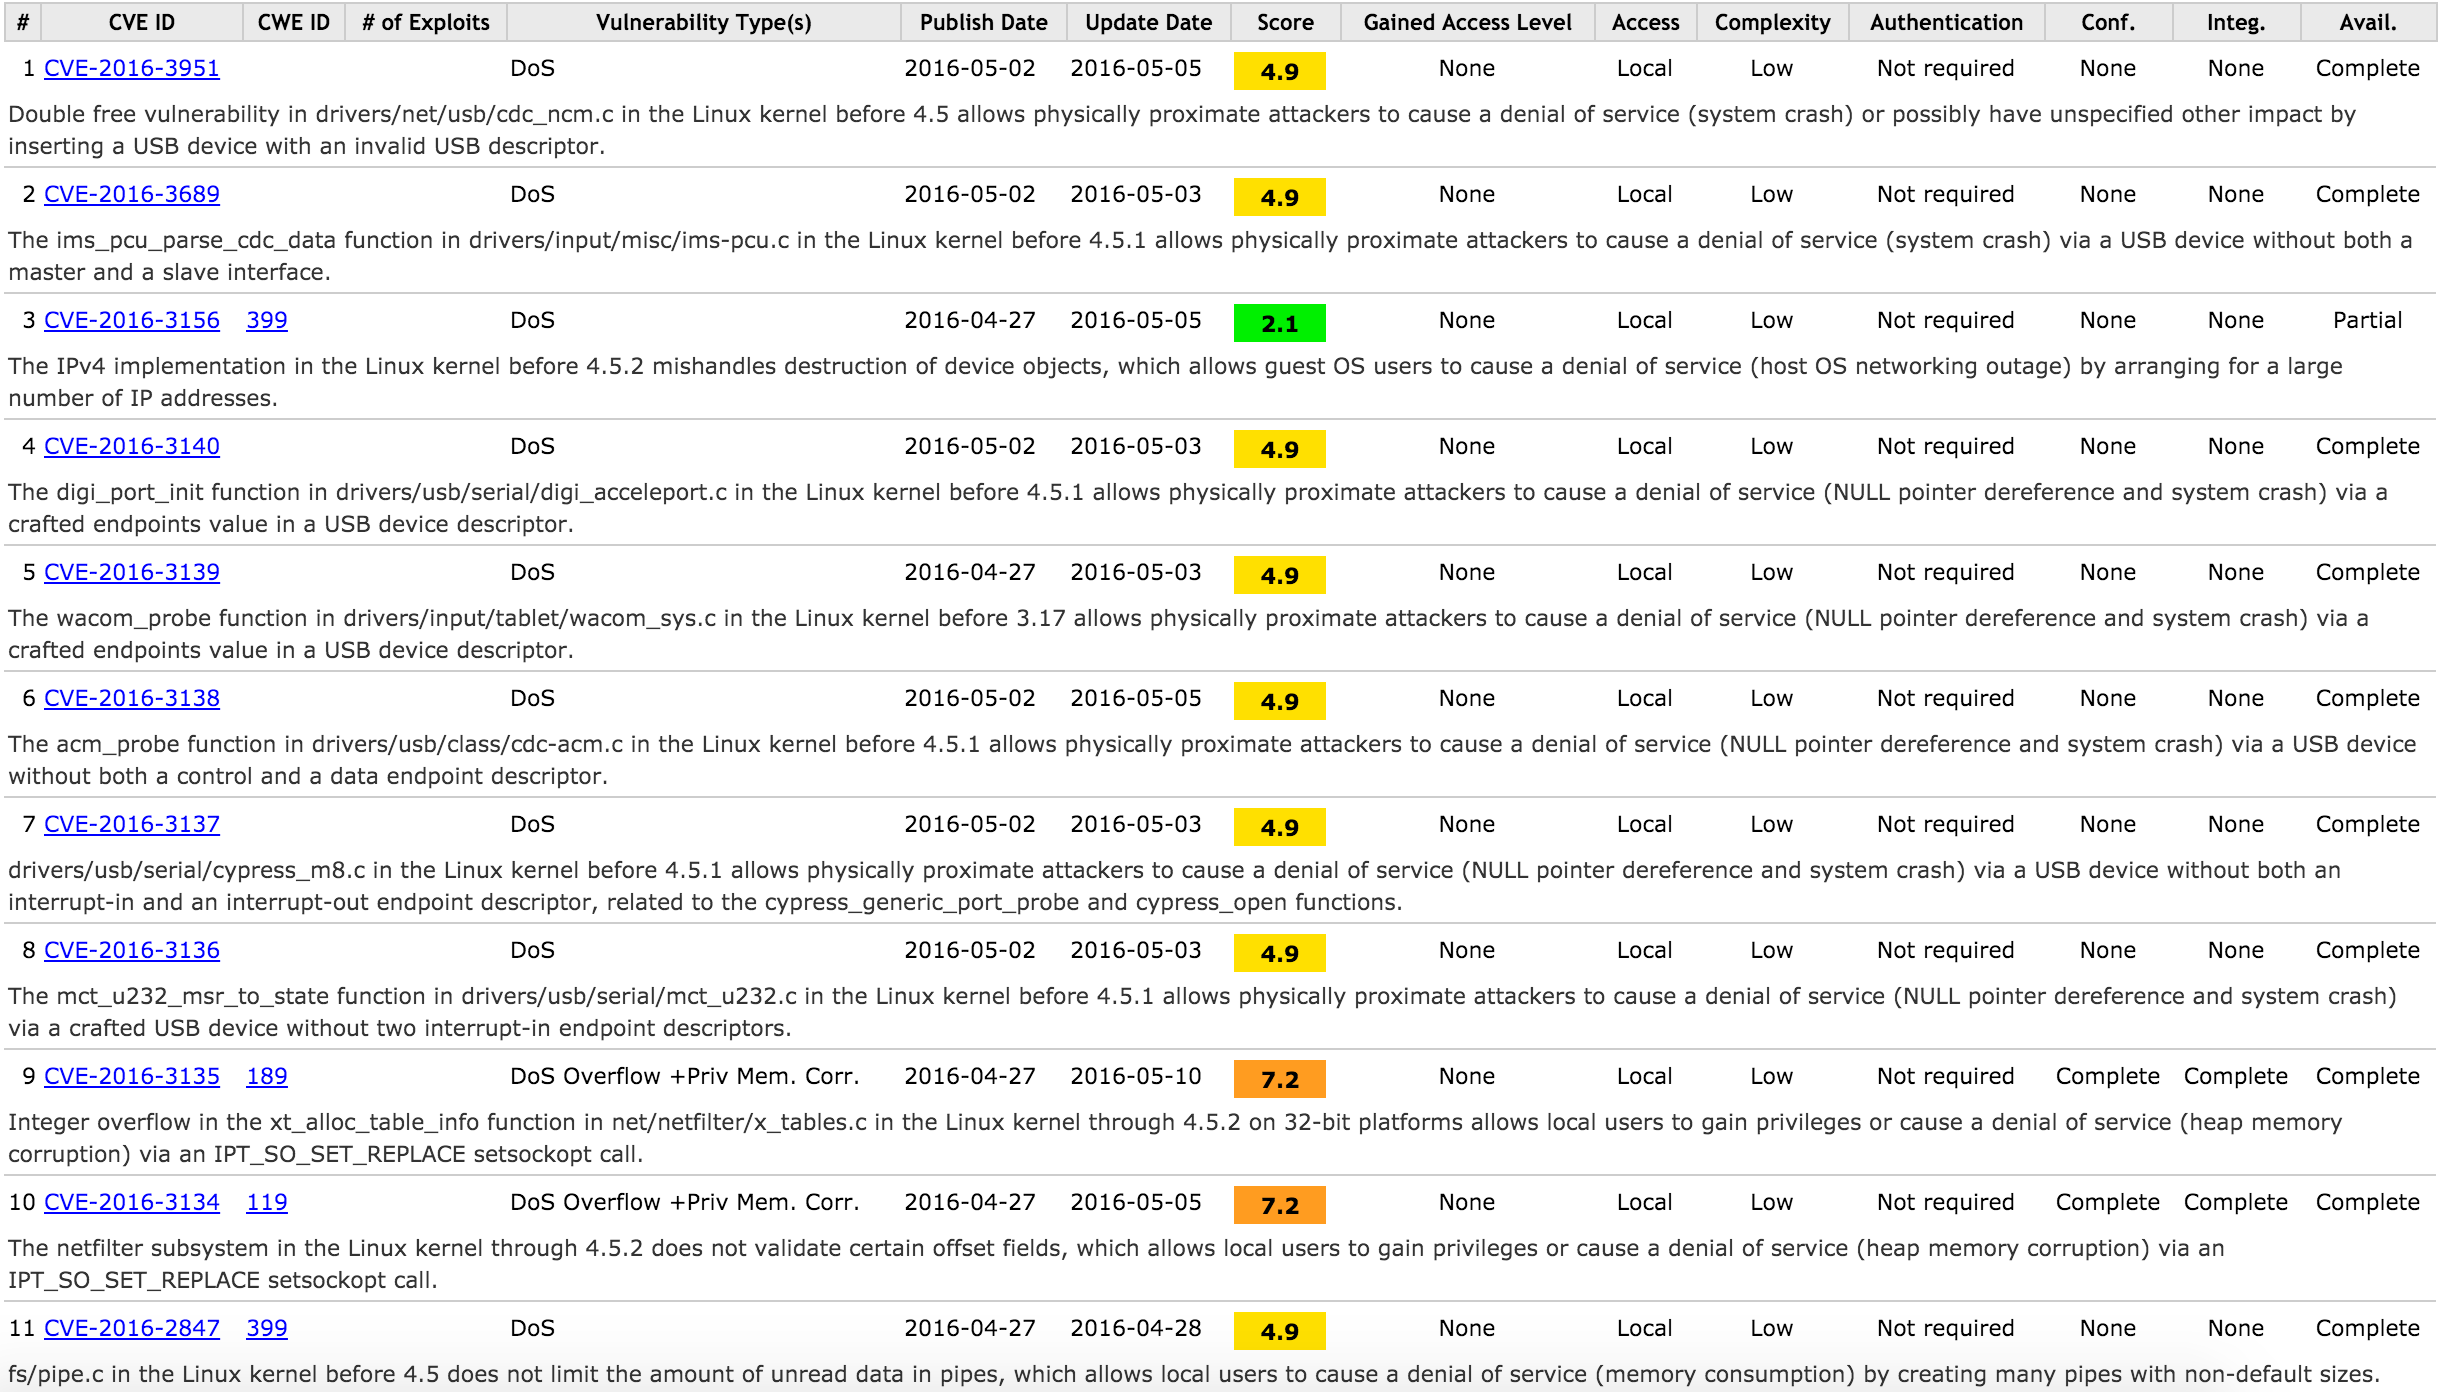 # CVE ID CWE ID # of Exploits Vulnerability Type(s) Publish Date Update Date Score Gained Access Level Access Complexity Authentication Conf. Integ. Avail.
1 CVE-2016-3951 DoS 2016-05-02 2016-05-05 4.9 None Local Low Not required None None Complete
Double free vulnerability in drivers/net/usb/cdc_ncm.c in the Linux kernel before 4.5 allows physically proximate attackers to cause a denial of service (system crash) or possibly have unspecified other impact by
inserting a USB device with an invalid USB descriptor.
2 CVE-2016-3689 DoS 2016-05-02 2016-05-03 4.9 None Local Low Not required None None Complete
The ims_pcu_parse_cdc_data function in drivers/input/misc/ims-pcu.c in the Linux kernel before 4.5.1 allows physically proximate attackers to cause a denial of service (system crash) via a USB device without both a
master and a slave interface.
3 CVE-2016-3156 399 DoS 2016-04-27 2016-05-05 2.1 None Local Low Not required None None Partial
The IPv4 implementation in the Linux kernel before 4.5.2 mishandles destruction of device objects, which allows guest OS users to cause a denial of service (host OS networking outage) by arranging for a large
number of IP addresses.
4 CVE-2016-3140 DoS 2016-05-02 2016-05-03 4.9 None Local Low Not required None None Complete
The digi_port_init function in drivers/usb/serial/digi_acceleport.c in the Linux kernel before 4.5.1 allows physically proximate attackers to cause a denial of service (NULL pointer dereference and system crash) via a
crafted endpoints value in a USB device descriptor.
5 CVE-2016-3139 DoS 2016-04-27 2016-05-03 4.9 None Local Low Not required None None Complete
The wacom_probe function in drivers/input/tablet/wacom_sys.c in the Linux kernel before 3.17 allows physically proximate attackers to cause a denial of service (NULL pointer dereference and system crash) via a
crafted endpoints value in a USB device descriptor.
6 CVE-2016-3138 DoS 2016-05-02 2016-05-05 4.9 None Local Low Not required None None Complete
The acm_probe function in drivers/usb/class/cdc-acm.c in the Linux kernel before 4.5.1 allows physically proximate attackers to cause a denial of service (NULL pointer dereference and system crash) via a USB device
without both a control and a data endpoint descriptor.
7 CVE-2016-3137 DoS 2016-05-02 2016-05-03 4.9 None Local Low Not required None None Complete
drivers/usb/serial/cypress_m8.c in the Linux kernel before 4.5.1 allows physically proximate attackers to cause a denial of service (NULL pointer dereference and system crash) via a USB device without both an
interrupt-in and an interrupt-out endpoint descriptor, related to the cypress_generic_port_probe and cypress_open functions.
8 CVE-2016-3136 DoS 2016-05-02 2016-05-03 4.9 None Local Low Not required None None Complete
The mct_u232_msr_to_state function in drivers/usb/serial/mct_u232.c in the Linux kernel before 4.5.1 allows physically proximate attackers to cause a denial of service (NULL pointer dereference and system crash)
via a crafted USB device without two interrupt-in endpoint descriptors.
9 CVE-2016-3135 189 DoS Overflow +Priv Mem. Corr. 2016-04-27 2016-05-10 7.2 None Local Low Not required Complete Complete Complete
Integer overflow in the xt_alloc_table_info function in net/netfilter/x_tables.c in the Linux kernel through 4.5.2 on 32-bit platforms allows local users to gain privileges or cause a denial of service (heap memory
corruption) via an IPT_SO_SET_REPLACE setsockopt call.
10 CVE-2016-3134 119 DoS Overflow +Priv Mem. Corr. 2016-04-27 2016-05-05 7.2 None Local Low Not required Complete Complete Complete
The netfilter subsystem in the Linux kernel through 4.5.2 does not validate certain offset fields, which allows local users to gain privileges or cause a denial of service (heap memory corruption) via an
IPT_SO_SET_REPLACE setsockopt call.
11 CVE-2016-2847 399 DoS 2016-04-27 2016-04-28 4.9 None Local Low Not required None None Complete
fs/pipe.c in the Linux kernel before 4.5 does not limit the amount of unread data in pipes, which allows local users to cause a denial of service (memory consumption) by creating many pipes with non-default sizes.